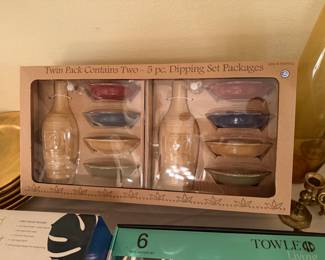 Twin Pack Contains Two - 5 pc. Dipping Set Packages
6
TOWLE
Living